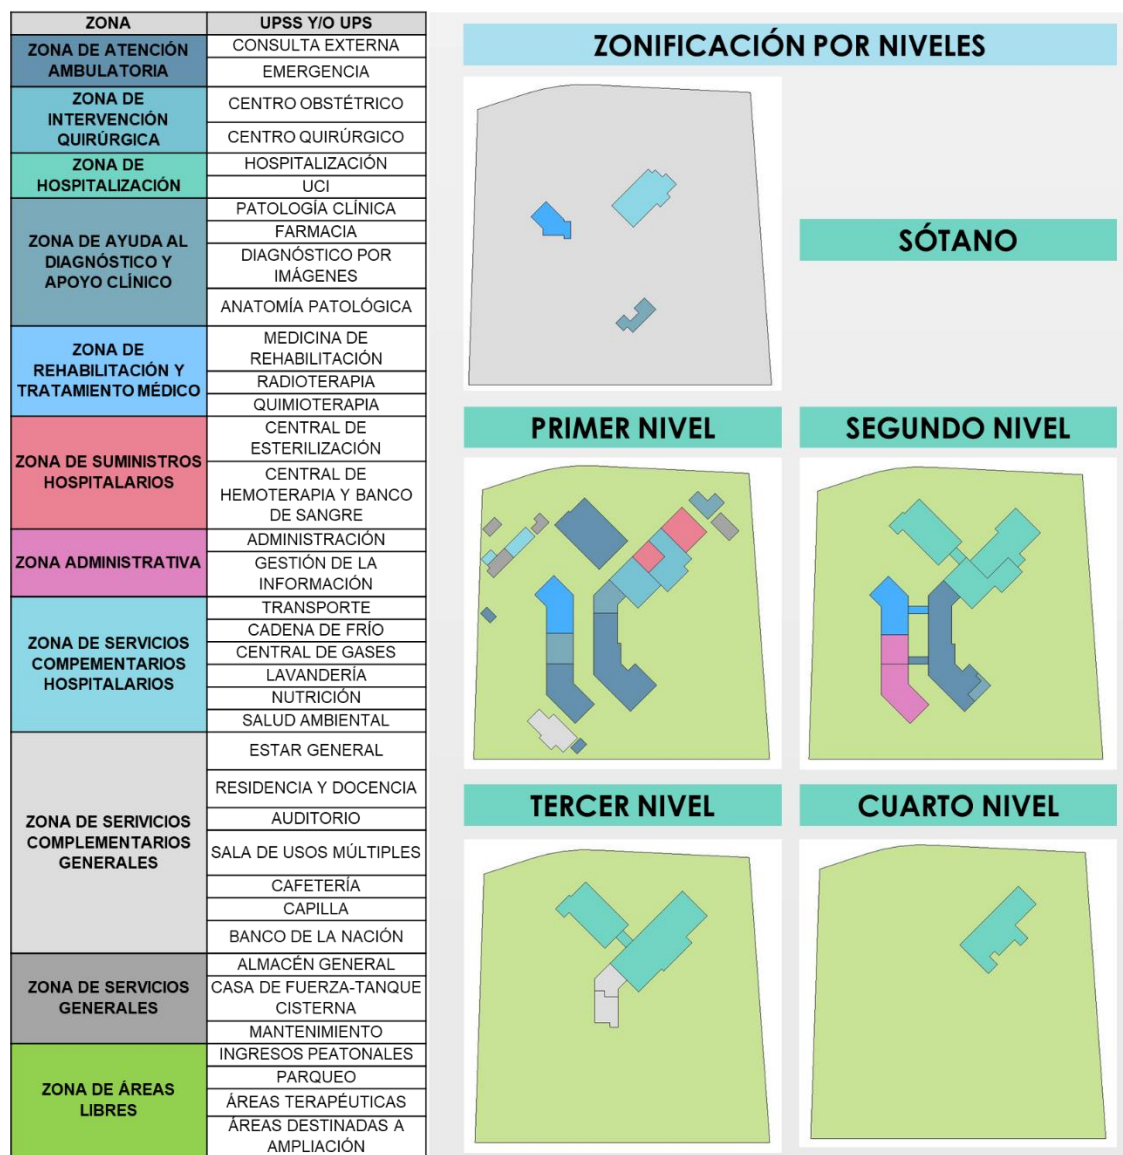 ZONA
UPSS Y/O UPS
ZONA DE ATENCIÓN
AMBULATORIA
CONSULTA EXTERNA
EMERGENCIA
ZONA DE
INTERVENCIÓN
QUIRÚRGICA
CENTRO OBSTÉTRICO
CENTRO QUIRÚRGICO
ZONA DE
HOSPITALIZACIÓN
HOSPITALIZACIÓN
UCI
ZONA DE AYUDA AL
DIAGNÓSTICO Y
APOYO CLÍNICO
PATOLOGÍA CLÍNICA
FARMACIA
DIAGNÓSTICO POR
IMÁGENES
ANATOMÍA PATOLÓGICA
ZONA DE
REHABILITACIÓN Y
TRATAMIENTO MÉDICO
MEDICINA DE
REHABILITACIÓN
RADIOTERAPIA
QUIMIOTERAPIA
ZONA DE SUMINISTROS
HOSPITALARIOS
CENTRAL DE
ESTERILIZACIÓN
CENTRAL DE
HEMOTERAPIA Y BANCO
DE SANGRE
ZONA ADMINISTRATIVA
ADMINISTRACIÓN
GESTIÓN DE LA
INFORMACIÓN
ZONA DE SERVICIOS
COMPEMENTARIOS
HOSPITALARIOS
TRANSPORTE
CADENA DE FRÍO
CENTRAL DE GASES
LAVANDERÍA
NUTRICIÓN
SALUD AMBIENTAL
ZONA DE SERIVICIOS
COMPLEMENTARIOS
GENERALES
ESTAR GENERAL
RESIDENCIA Y DOCENCIA
AUDITORIO
SALA DE USOS MÚLTIPLES
CAFETERÍA
CAPILLA
BANCO DE LA NACIÓN
ZONA DE SERVICIOS
GENERALES
ALMACÉN GENERAL
CASA DE FUERZA-TANQUE
CISTERNA
MANTENIMIENTO
ZONA DE ÁREAS
LIBRES
INGRESOS PEATONALES
PARQUEO
ÁREAS TERAPÉUTICAS
ÁREAS DESTINADAS A
AMPLIACIÓN
ZONIFICACIÓN POR NIVELES
SÓTANO
PRIMER NIVEL
SEGUNDO NIVEL
TERCER NIVEL
CUARTO NIVEL